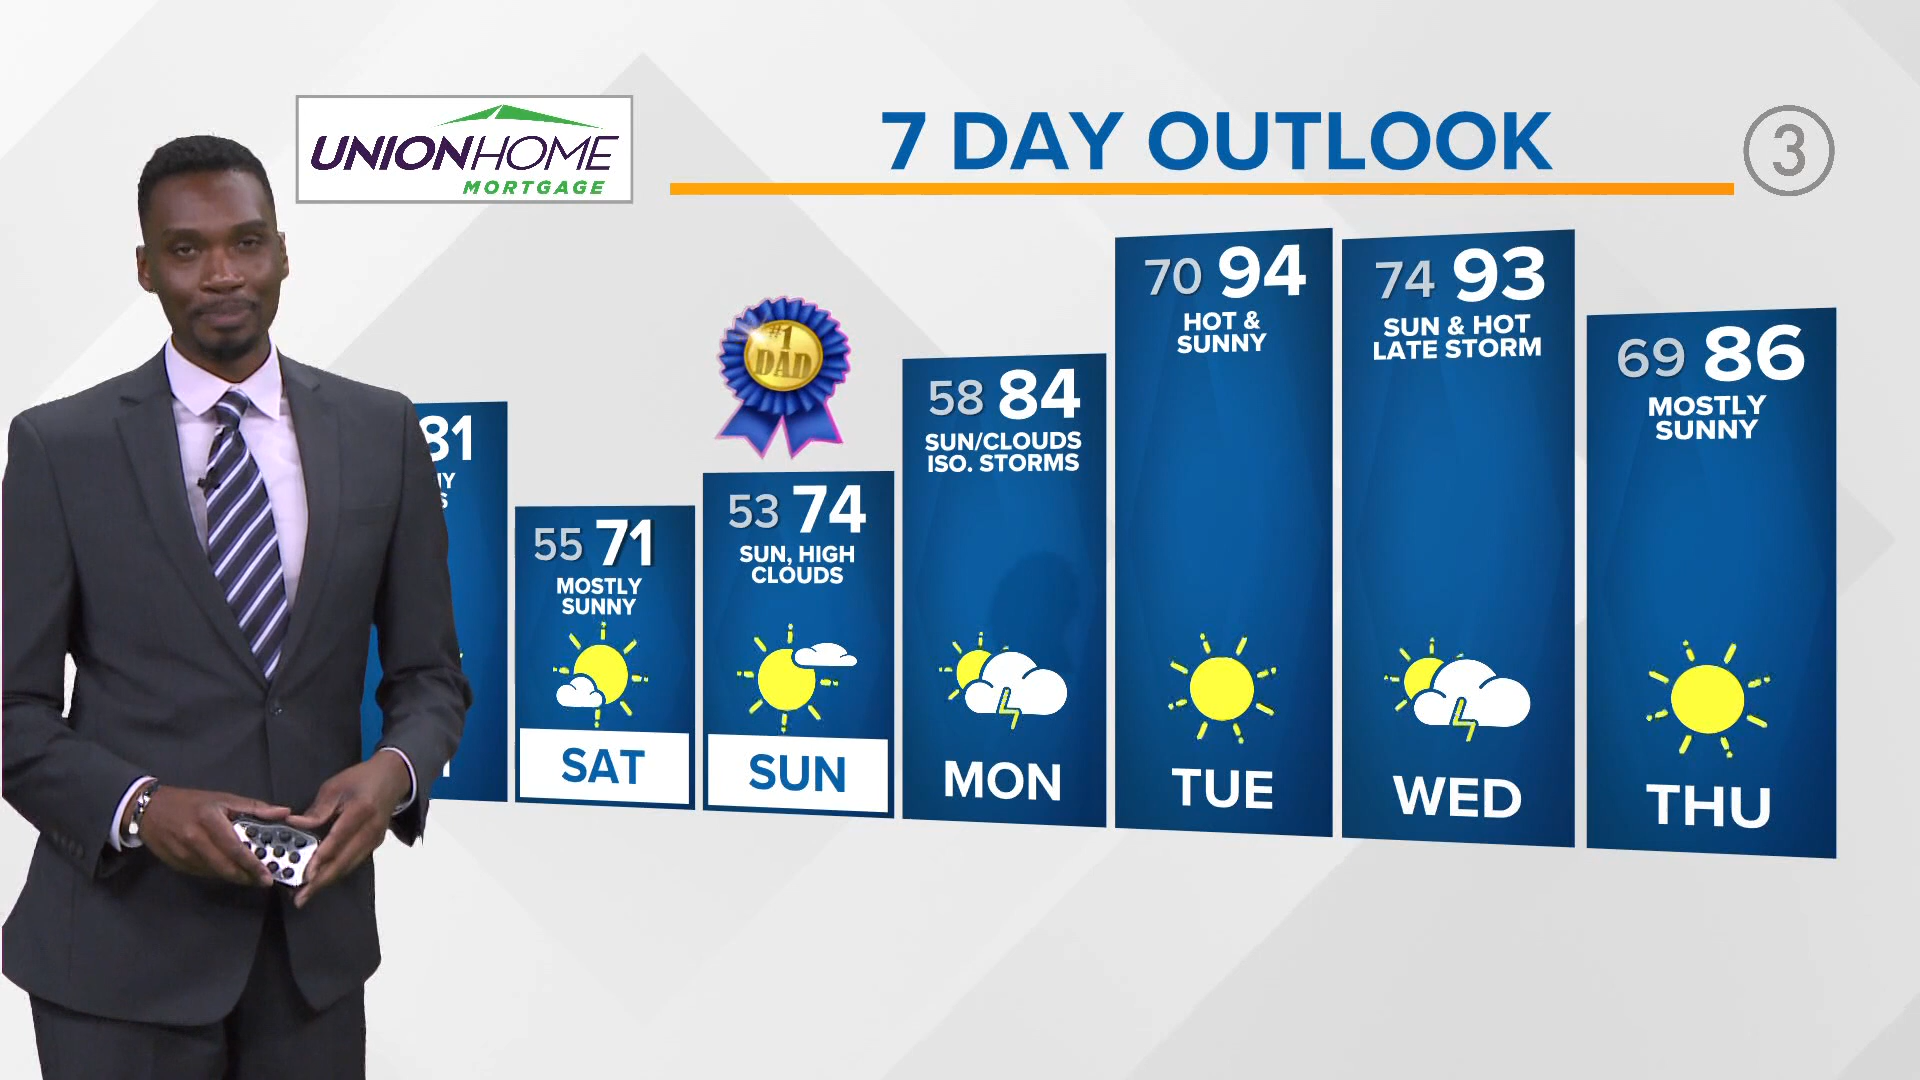 UNIONHOME
MORTGAGE
7 DAY OUTLOOK
3
81
55 71
MOSTLY
SUNNY
SAT
#1
DAD
53 74
SUN, HIGH
CLOUDS
SUN
58 84
SUN/CLOUDS
ISO. STORMS
MON
70 94
HOT &
SUNNY
TUE
74 93
SUN & HOT
LATE STORM
WED
69 86
MOSTLY
SUNNY
THU